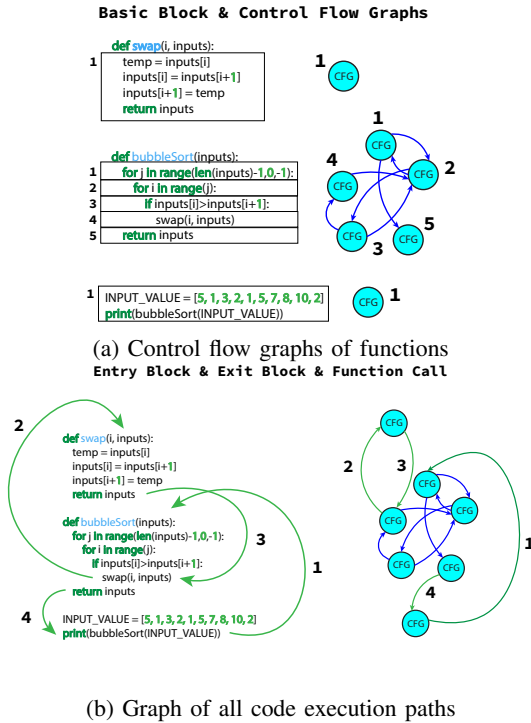 Basic Block & Control Flow Graphs
def swap(i, inputs):
1
temp = inputs[i]
inputs[i] = inputs[i+1]
inputs[i+1] = temp
return inputs
1
CFG
def bubbleSort(inputs):
1 for j in range(len(inputs)-1,0,-1):
2 for i in range(j):
3 if inputs[i]>inputs[i+1]:
4 swap(i, inputs)
5 return inputs
1
CFG
4
CFG
2
CFG
CFG
3
CFG
5
1 INPUT_VALUE = [5, 1, 3, 2, 1, 5, 7, 8, 10, 2]
print(bubbleSort(INPUT_VALUE))
CFG
1
(a) Control flow graphs of functions
Entry Block & Exit Block & Function Call
2
def swap(i, inputs):
temp = inputs[i]
inputs[i] = inputs[i+1]
inputs[i+1] = temp
return inputs
def bubbleSort(inputs):
for j in range(len(inputs)-1,0,-1):
for i in range(j):
if inputs[i]>inputs[i+1]:
swap(i, inputs)
return inputs
3
1
4
INPUT_VALUE = [5, 1, 3, 2, 1, 5, 7, 8, 10, 2]
print(bubbleSort(INPUT_VALUE))
CFG
2
3
CFG
CFG
CFG
1
CFG
CFG
4
CFG
(b) Graph of all code execution paths